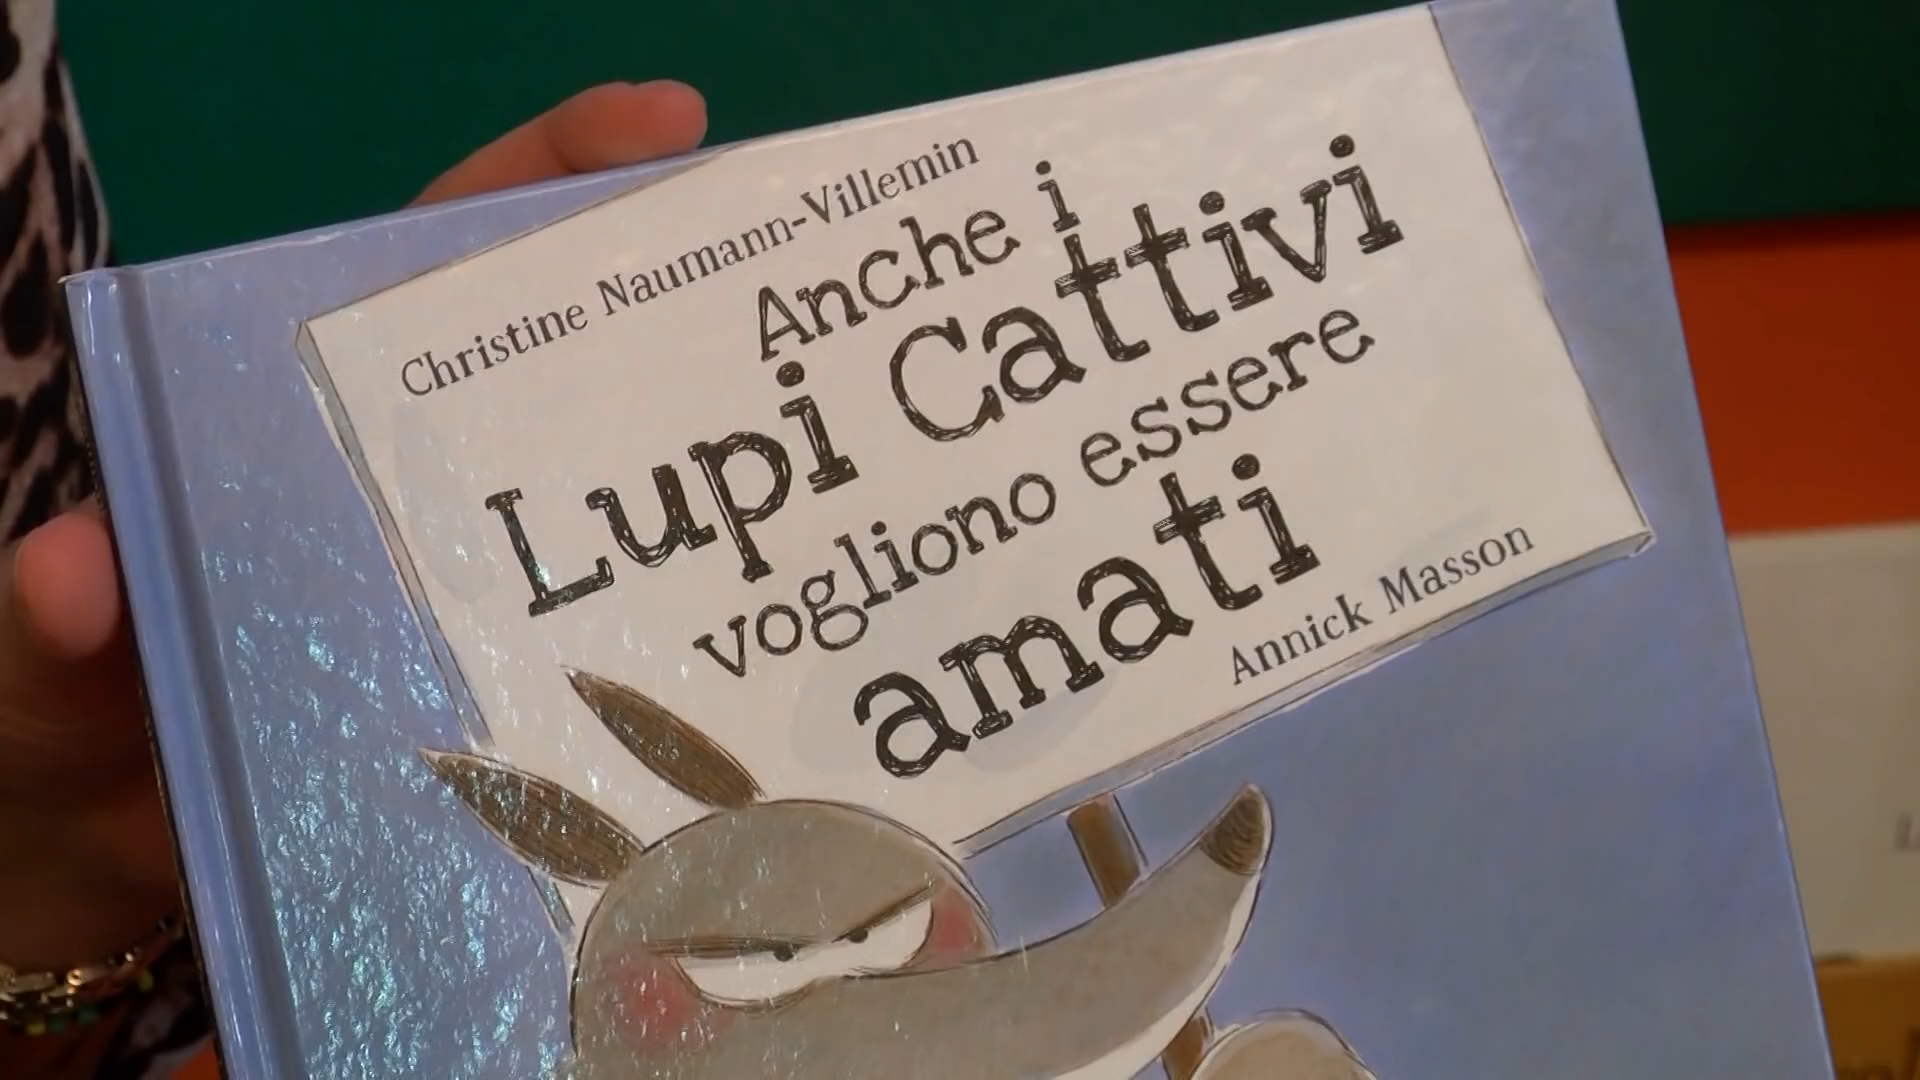 Christine Naumann-Villemin
Anche i
Lupi Cattivi
vogliono essere
amati
Annick Masson